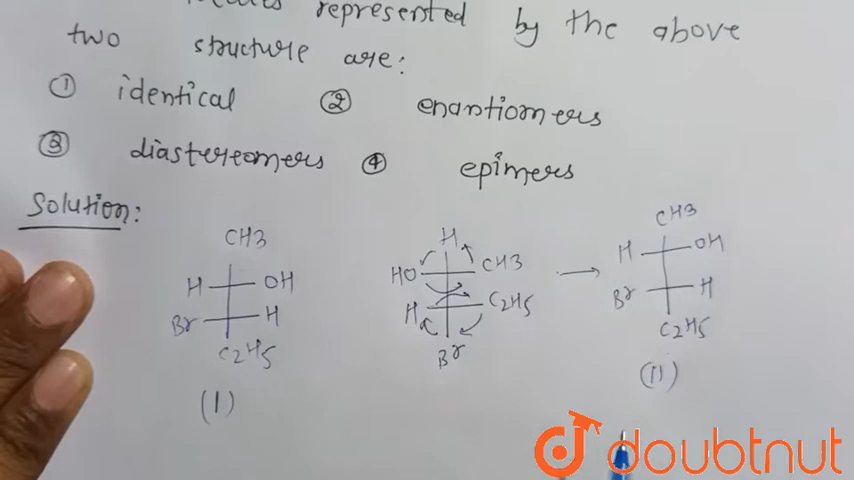 represented by the above
two structure are:
① identical ② enantiomers
③ diastereomers ④ epimers
Solution:
CH3
H OH
Br H
C2H5
(I)
H
HO CH3
H C2H5
Br
CH3
H OH
Br H
C2H5
(II)
doubtnut